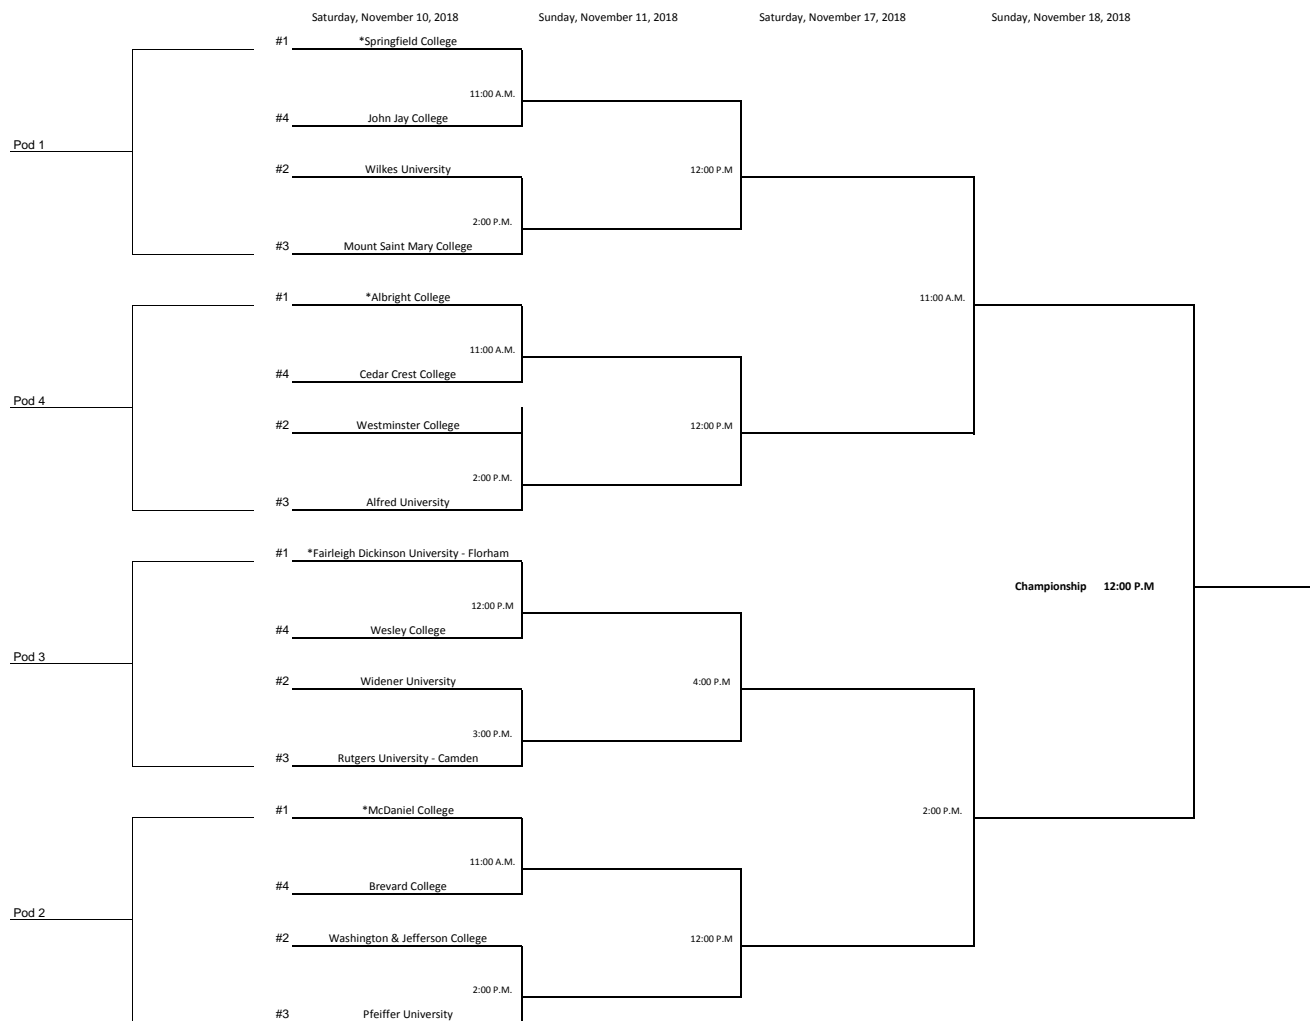 Saturday, November 10, 2018 Sunday, November 11, 2018 Saturday, November 17, 2018 Sunday, November 18, 2018
#1 *Springfield College
11:00 A.M.
#4 John Jay College
Pod 1
#2 Wilkes University 12:00 P.M
2:00 P.M.
#3 Mount Saint Mary College
#1 *Albright College 11:00 A.M.
11:00 A.M.
#4 Cedar Crest College
Pod 4
#2 Westminster College 12:00 P.M
2:00 P.M.
#3 Alfred University
#1 *Fairleigh Dickinson University - Florham
Championship 12:00 P.M
12:00 P.M
#4 Wesley College
Pod 3
#2 Widener University 4:00 P.M
3:00 P.M.
#3 Rutgers University - Camden
#1 *McDaniel College 2:00 P.M.
11:00 A.M.
#4 Brevard College
Pod 2
#2 Washington & Jefferson College 12:00 P.M
2:00 P.M.
#3 Pfeiffer University